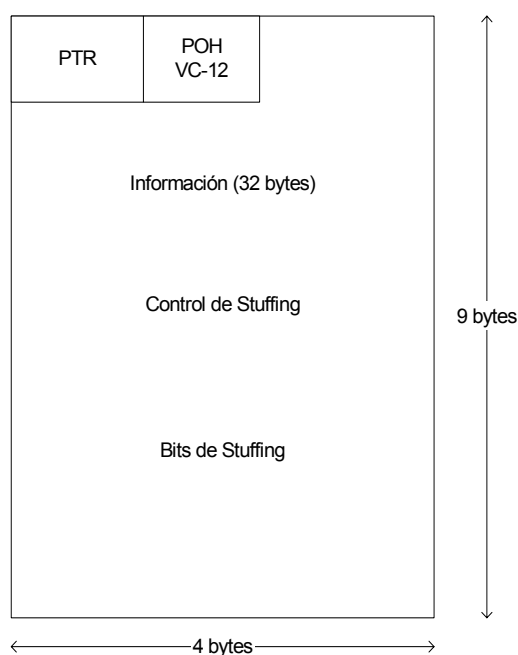 PTR
POH
VC-12
Información (32 bytes)
Control de Stuffing
9 bytes
Bits de Stuffing
4 bytes